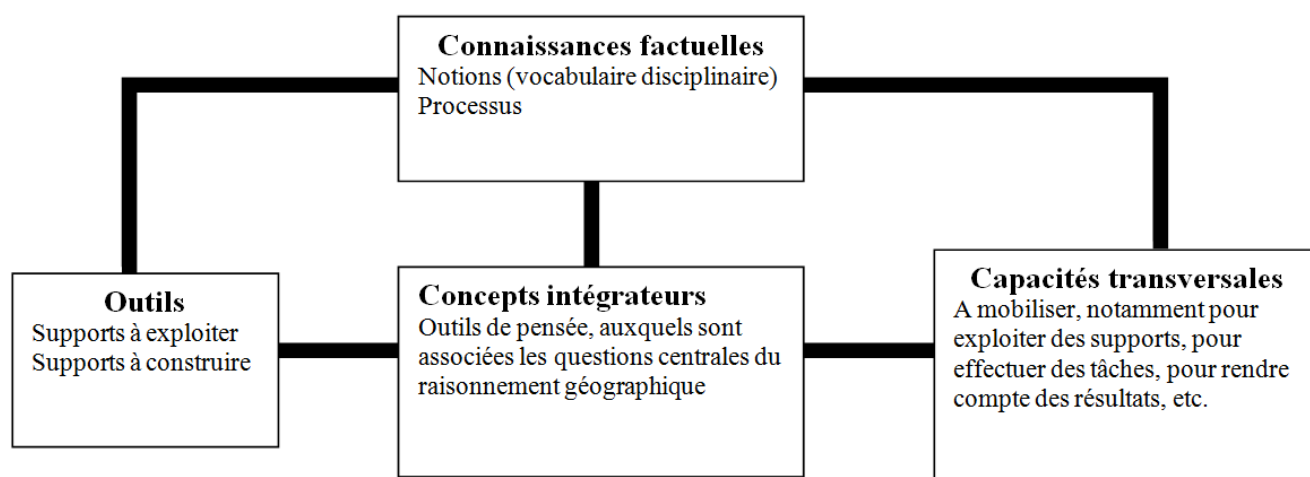 Connaissances factuelles
Notions (vocabulaire disciplinaire)
Processus
Outils
Supports à exploiter
Supports à construire
Concepts intégrateurs
Outils de pensée, auxquels sont
associées les questions centrales du
raisonnement géographique
Capacités transversales
A mobiliser, notamment pour
exploiter des supports, pour
effectuer des tâches, pour rendre
compte des résultats, etc.